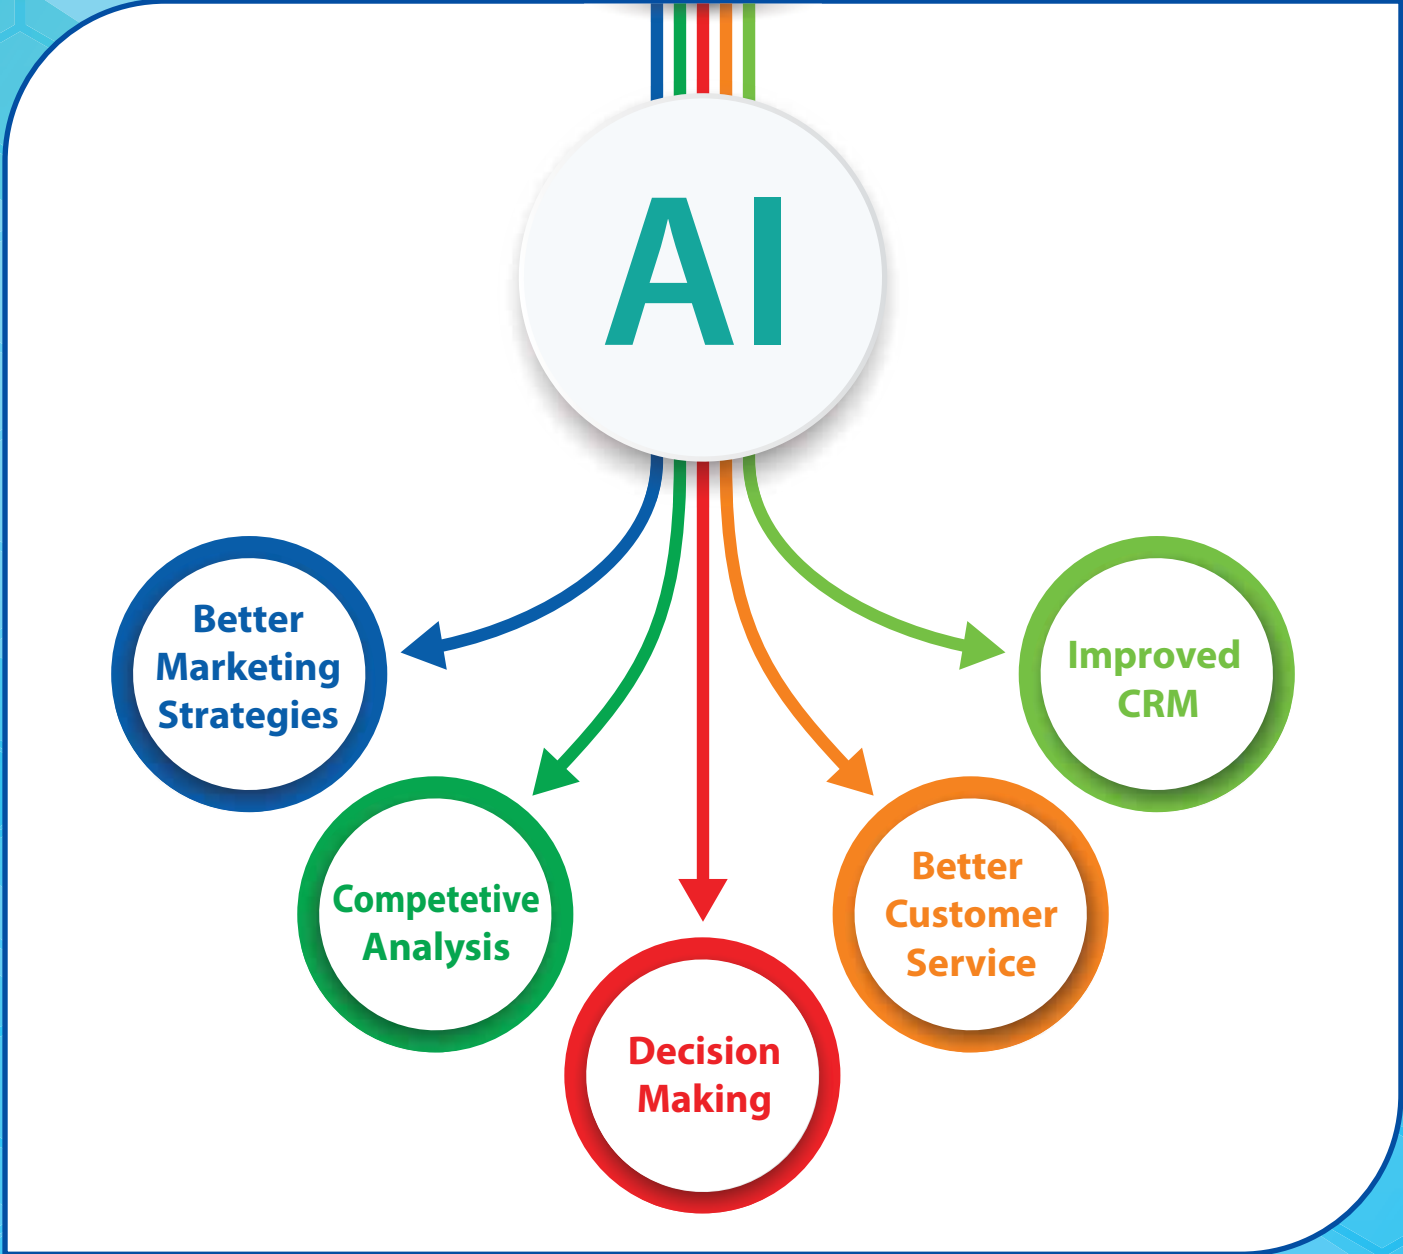 AI
Better
Marketing
Strategies
Competetive
Analysis
Decision
Making
Better
Customer
Service
Improved
CRM